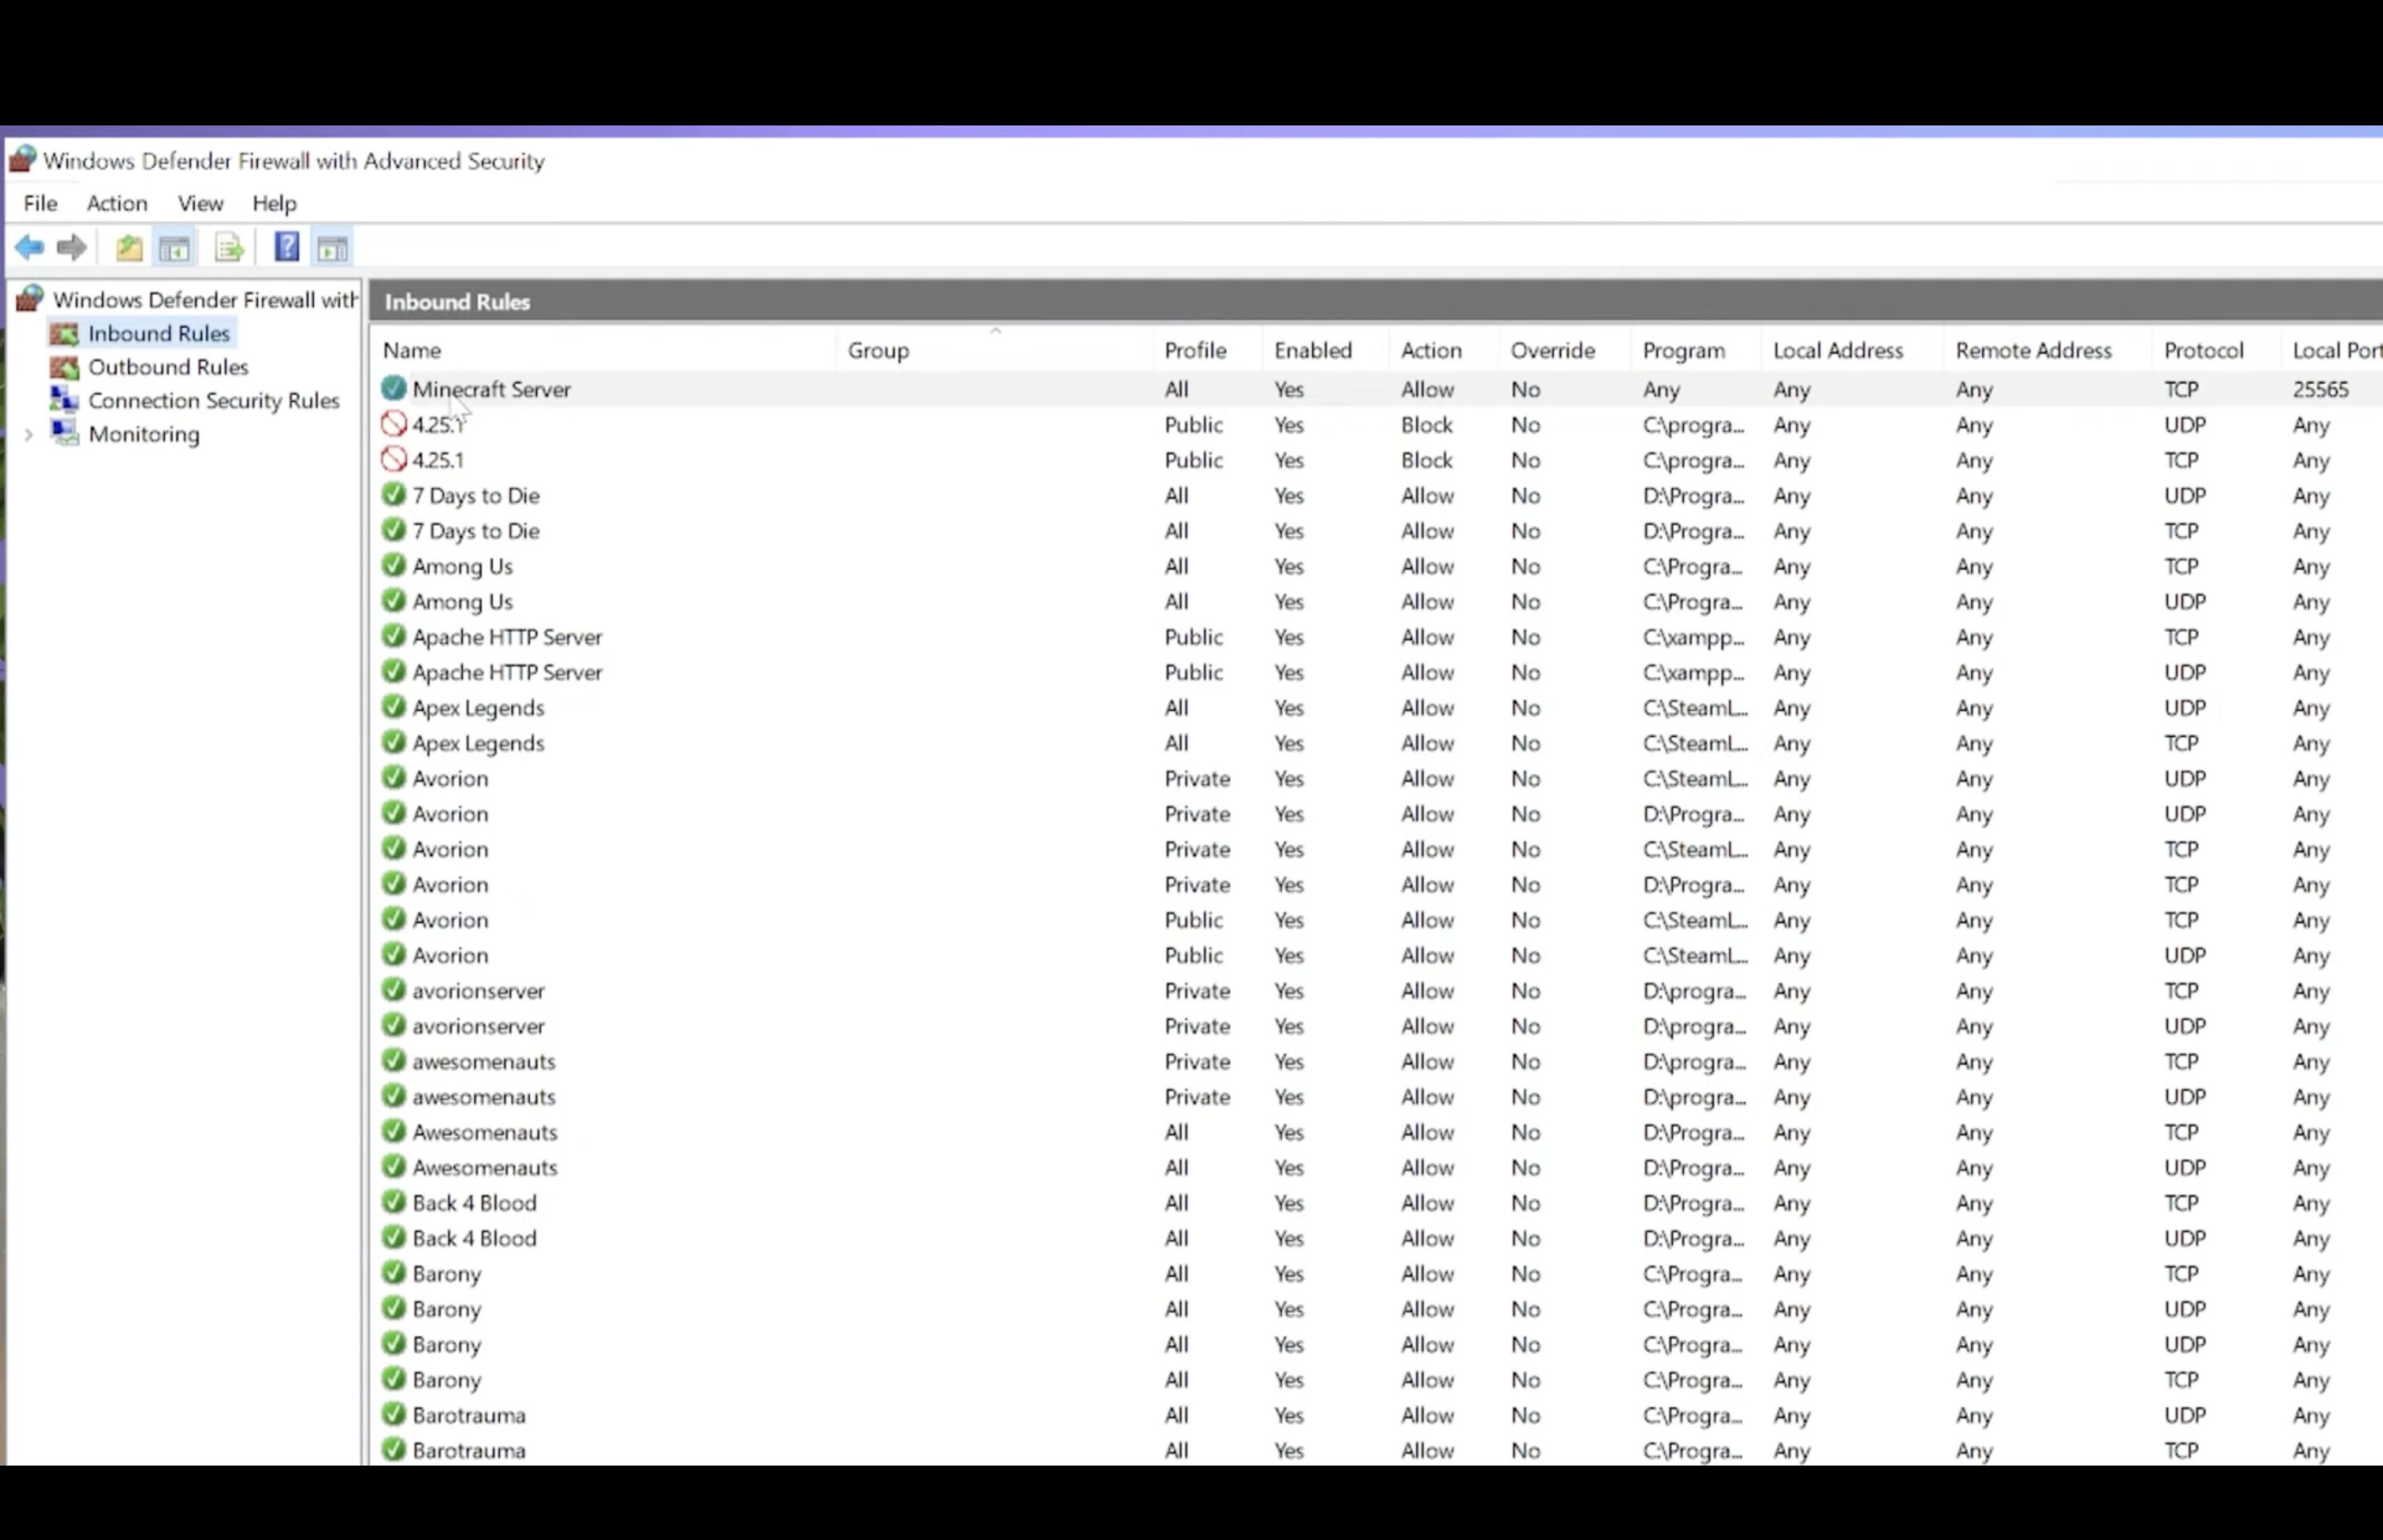 Windows Defender Firewall with Advanced Security
File Action View Help
Windows Defender Firewall with
Inbound Rules
Outbound Rules
Connection Security Rules
Monitoring
Inbound Rules
Name Group Profile Enabled Action Override Program Local Address Remote Address Protocol Local Port
Minecraft Server All Yes Allow No Any Any Any TCP 25565
4.25.1 Public Yes Block No C:\progra... Any Any UDP Any
4.25.1 Public Yes Block No C:\progra... Any Any TCP Any
7 Days to Die All Yes Allow No D:\Progra... Any Any UDP Any
7 Days to Die All Yes Allow No D:\Progra... Any Any TCP Any
Among Us All Yes Allow No C:\Progra... Any Any TCP Any
Among Us All Yes Allow No C:\Progra... Any Any UDP Any
Apache HTTP Server Public Yes Allow No C:\xampp... Any Any TCP Any
Apache HTTP Server Public Yes Allow No C:\xampp... Any Any UDP Any
Apex Legends All Yes Allow No C:\SteamL... Any Any UDP Any
Apex Legends All Yes Allow No C:\SteamL... Any Any TCP Any
Avorion Private Yes Allow No C:\SteamL... Any Any UDP Any
Avorion Private Yes Allow No D:\Progra... Any Any UDP Any
Avorion Private Yes Allow No C:\SteamL... Any Any TCP Any
Avorion Private Yes Allow No D:\Progra... Any Any TCP Any
Avorion Public Yes Allow No C:\SteamL... Any Any TCP Any
Avorion Public Yes Allow No C:\SteamL... Any Any UDP Any
avorionserver Private Yes Allow No D:\progra... Any Any TCP Any
avorionserver Private Yes Allow No D:\progra... Any Any UDP Any
awesomenauts Private Yes Allow No D:\progra... Any Any TCP Any
awesomenauts Private Yes Allow No D:\progra... Any Any UDP Any
Awesomenauts All Yes Allow No D:\Progra... Any Any TCP Any
Awesomenauts All Yes Allow No D:\Progra... Any Any UDP Any
Back 4 Blood All Yes Allow No D:\Progra... Any Any TCP Any
Back 4 Blood All Yes Allow No D:\Progra... Any Any UDP Any
Barony All Yes Allow No C:\Progra... Any Any TCP Any
Barony All Yes Allow No C:\Progra... Any Any UDP Any
Barony All Yes Allow No C:\Progra... Any Any UDP Any
Barony All Yes Allow No C:\Progra... Any Any TCP Any
Barotrauma All Yes Allow No C:\Progra... Any Any UDP Any
Barotrauma All Yes Allow No C:\Progra... Any Any TCP Any